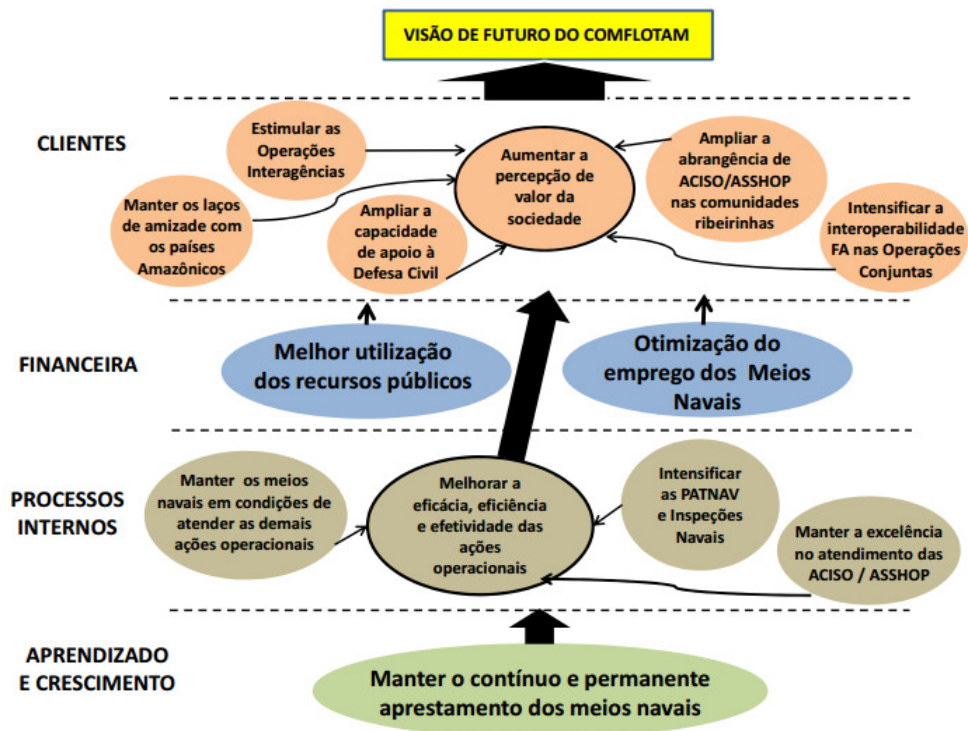 VISÃO DE FUTURO DO COMFLOTAM
CLIENTES
Estimular as
Operações
Interagências
Manter os laços
de amizade com
os países
Amazônicos
Ampliar a
capacidade
de apoio à
Defesa Civil
Aumentar a
percepção de
valor da
sociedade
Ampliar a
abrangência de
ACISO/ASSHOP
nas comunidades
ribeirinhas
Intensificar a
interoperabilidade
FA nas Operações
Conjuntas
FINANCEIRA
Melhor utilização
dos recursos públicos
Otimização do
emprego dos Meios
Navais
PROCESSOS
INTERNOS
Manter os meios
navais em condições de
atender as demais
ações operacionais
Melhorar a
eficácia, eficiência
e efetividade das
ações
operacionais
Intensificar
as PATNAV
e Inspeções
Navais
Manter a excelência
no atendimento das
ACISO / ASSHOP
APRENDIZADO
E CRESCIMENTO
Manter o contínuo e permanente
aprestamento dos meios navais